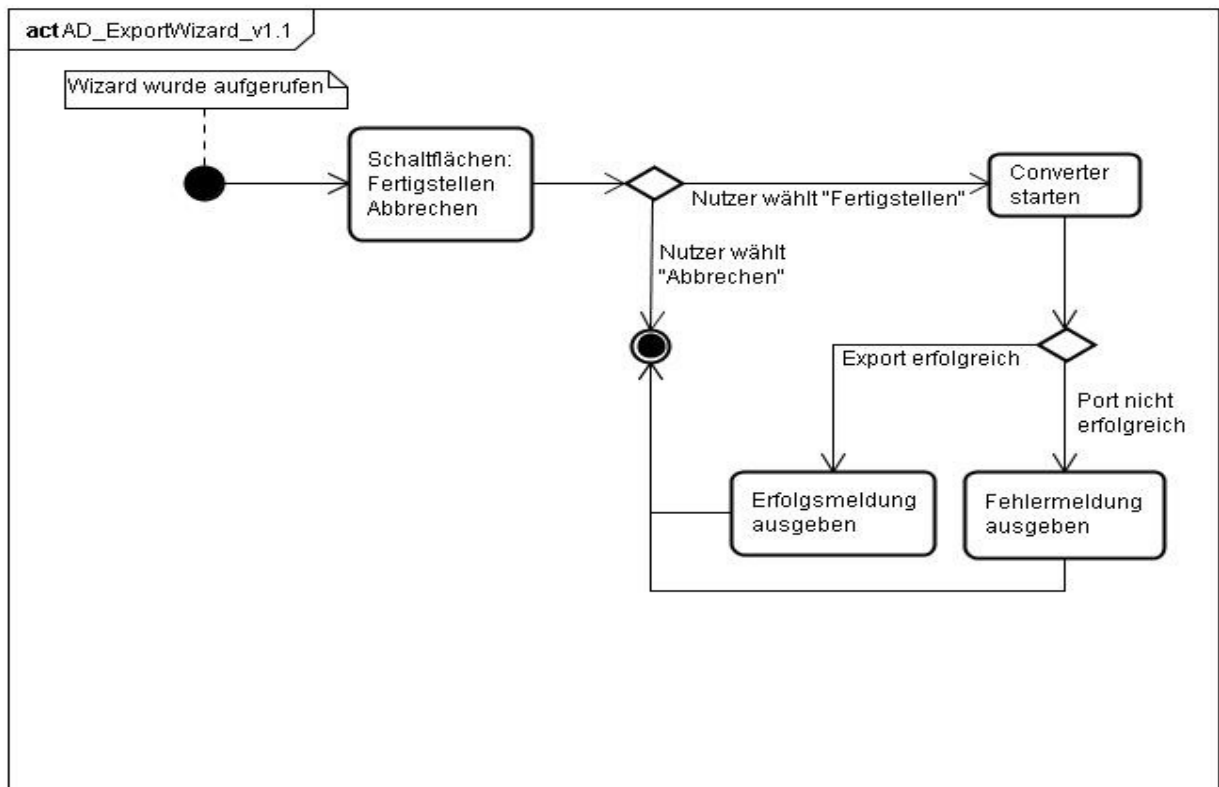 act AD_ExportWizard_v1.1
Wizard wurde aufgerufen
Schaltflächen:
Fertigstellen
Abbrechen
Nutzer wählt "Fertigstellen"
Converter
starten
Nutzer wählt
"Abbrechen"
Export erfolgreich
Port nicht
erfolgreich
Erfolgsmeldung
ausgeben
Fehlermeldung
ausgeben